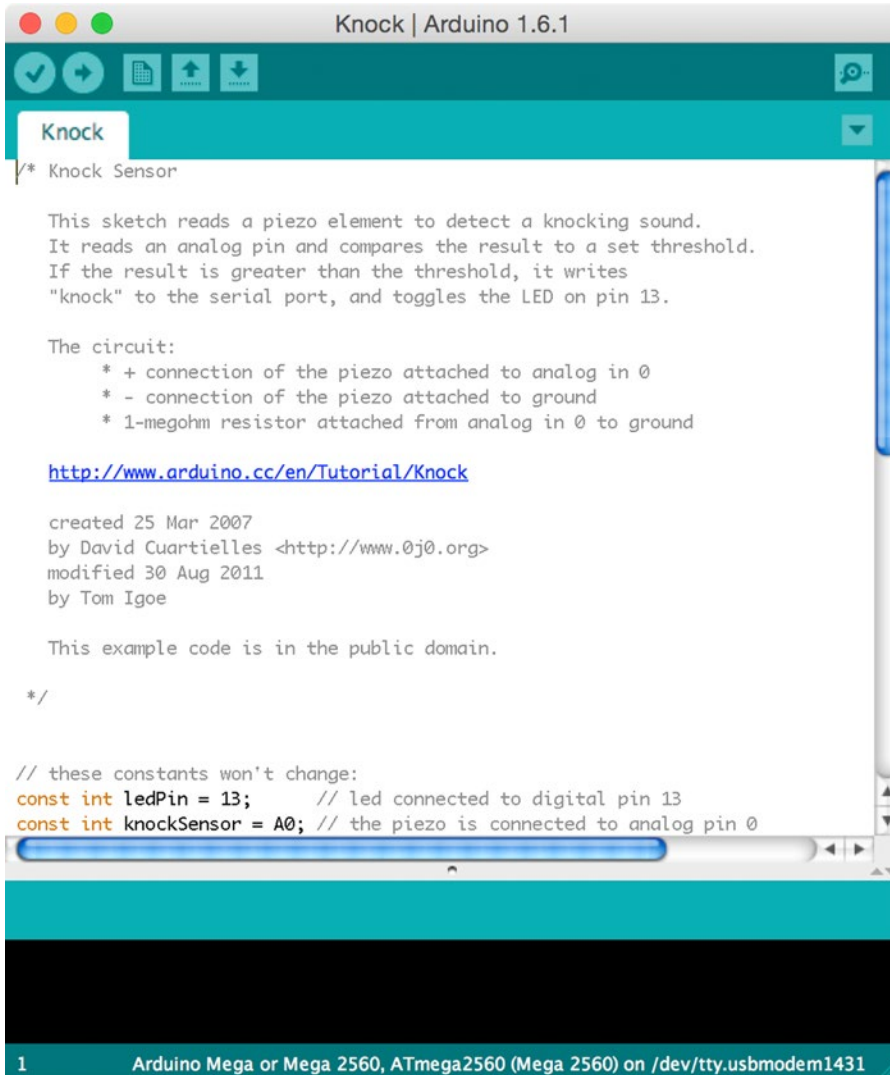 Knock | Arduino 1.6.1
Knock
/* Knock Sensor
This sketch reads a piezo element to detect a knocking sound.
It reads an analog pin and compares the result to a set threshold.
If the result is greater than the threshold, it writes
"knock" to the serial port, and toggles the LED on pin 13.
The circuit:
* + connection of the piezo attached to analog in 0
* - connection of the piezo attached to ground
* 1-megohm resistor attached from analog in 0 to ground
http://www.arduino.cc/en/Tutorial/Knock
created 25 Mar 2007
by David Cuartielles <http://www.0j0.org>
modified 30 Aug 2011
by Tom Igoe
This example code is in the public domain.
*/
// these constants won't change:
const int ledPin = 13;      // led connected to digital pin 13
const int knockSensor = A0; // the piezo is connected to analog pin 0
1 Arduino Mega or Mega 2560, ATmega2560 (Mega 2560) on /dev/tty.usbmodem1431